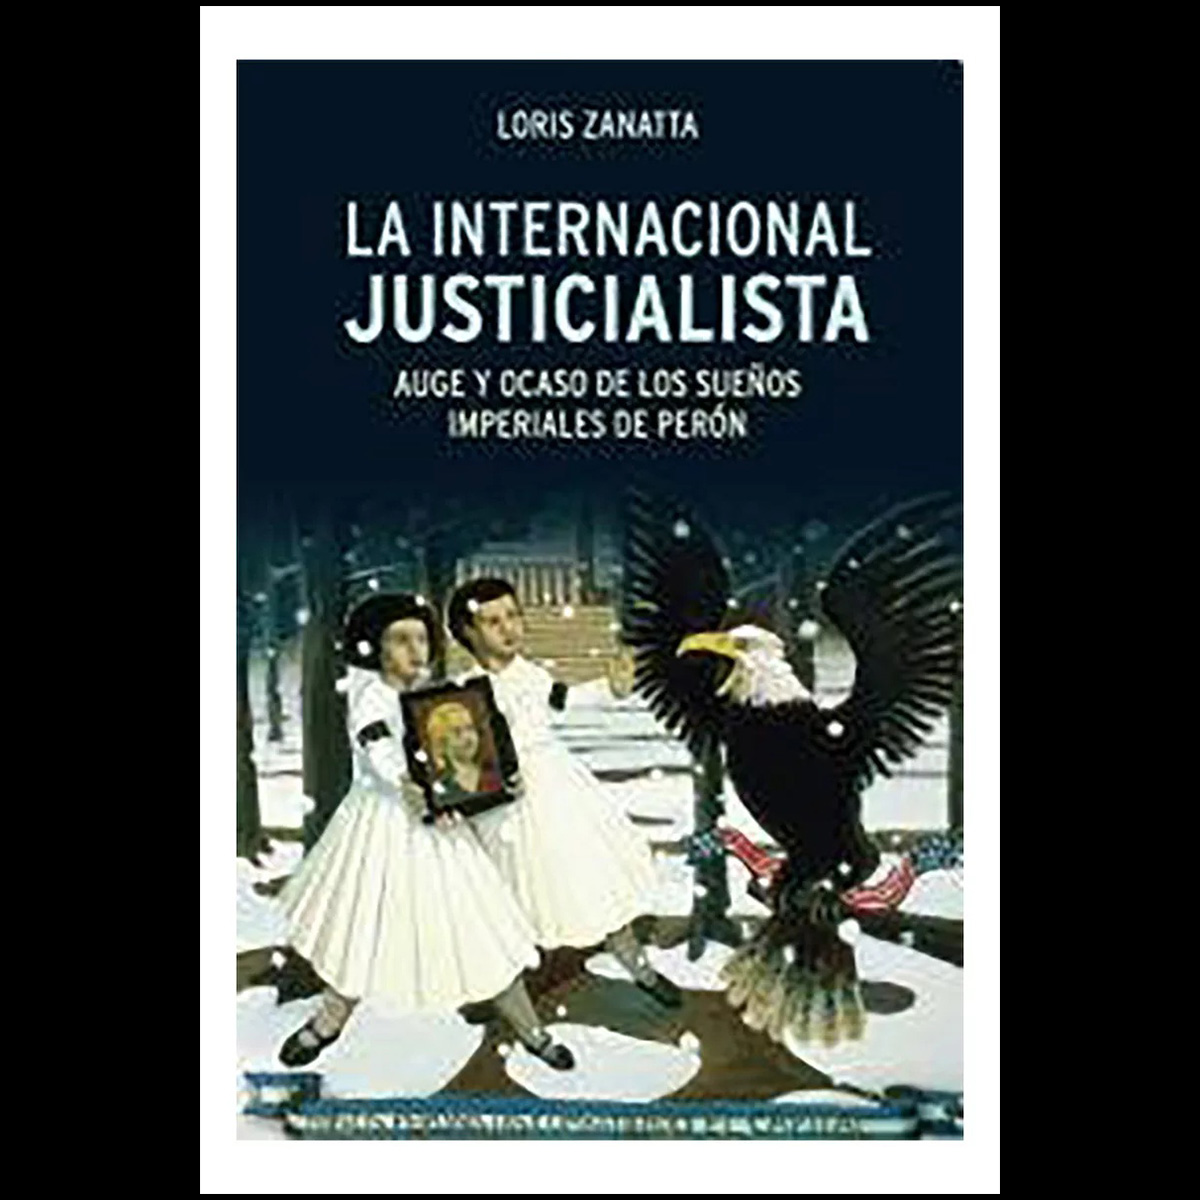 LORIS ZANATTA
LA INTERNACIONAL
JUSTICIALISTA
AUGE Y OCASO DE LOS SUEÑOS
IMPERIALES DE PERÓN